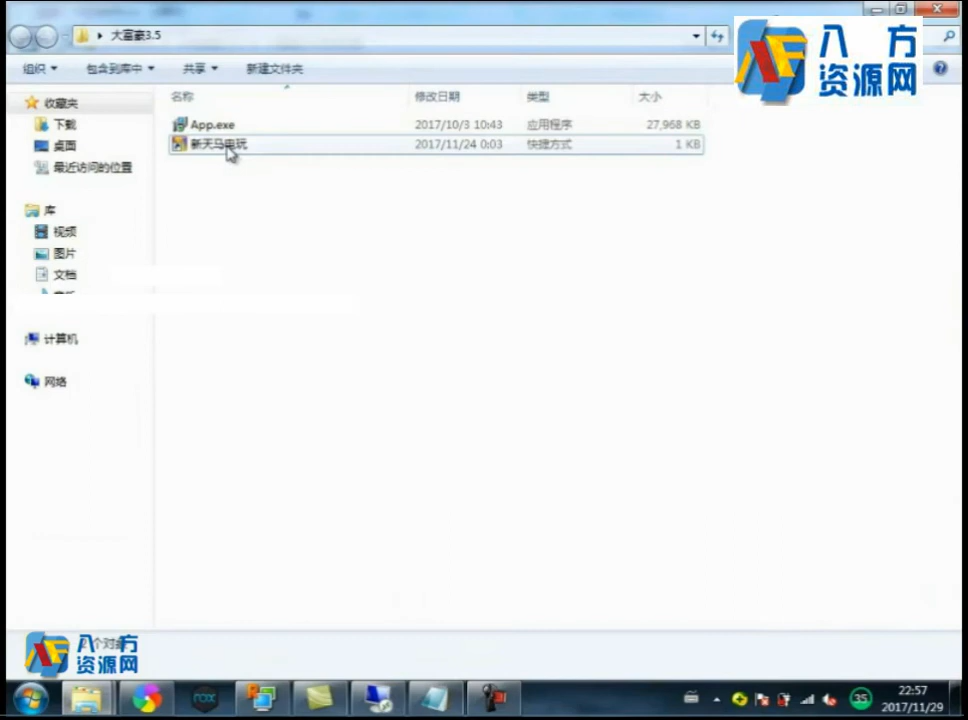 大富豪3.5
八方
资源网
组织 包含到库中 共享 新建文件夹
名称 修改日期 类型 大小
收藏夹
下载
桌面
最近访问的位置
App.exe 2017/10/3 10:43 应用程序 27,968 KB
新天马电玩 2017/11/24 0:03 快捷方式 1 KB
库
视频
图片
文档
计算机
网络
八方
资源网
35
22:57
2017/11/29